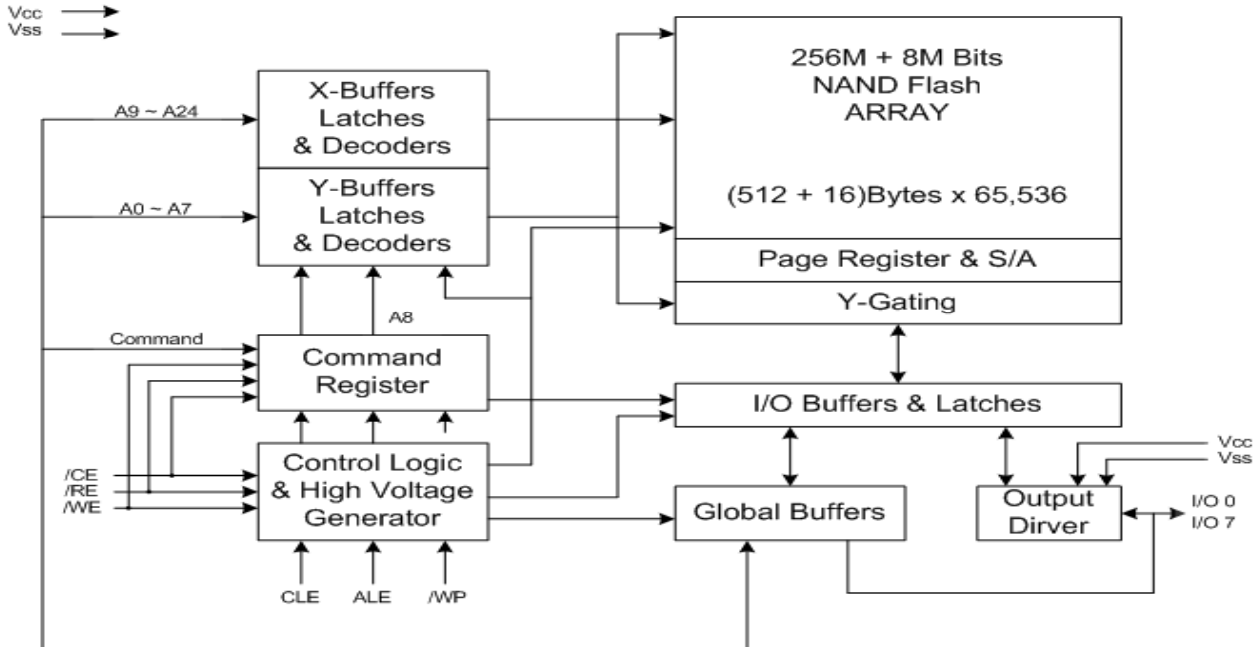 Vcc
Vss
X-Buffers
Latches
& Decoders
A9 ~ A24
Y-Buffers
Latches
& Decoders
A0 ~ A7
256M + 8M Bits
NAND Flash
ARRAY
(512 + 16)Bytes x 65,536
Page Register & S/A
Y-Gating
A8
Command
Command
Register
I/O Buffers & Latches
/CE
/RE
/WE
Control Logic
& High Voltage
Generator
Global Buffers
Output
Dirver
Vcc
Vss
I/O 0
I/O 7
CLE
ALE
/WP